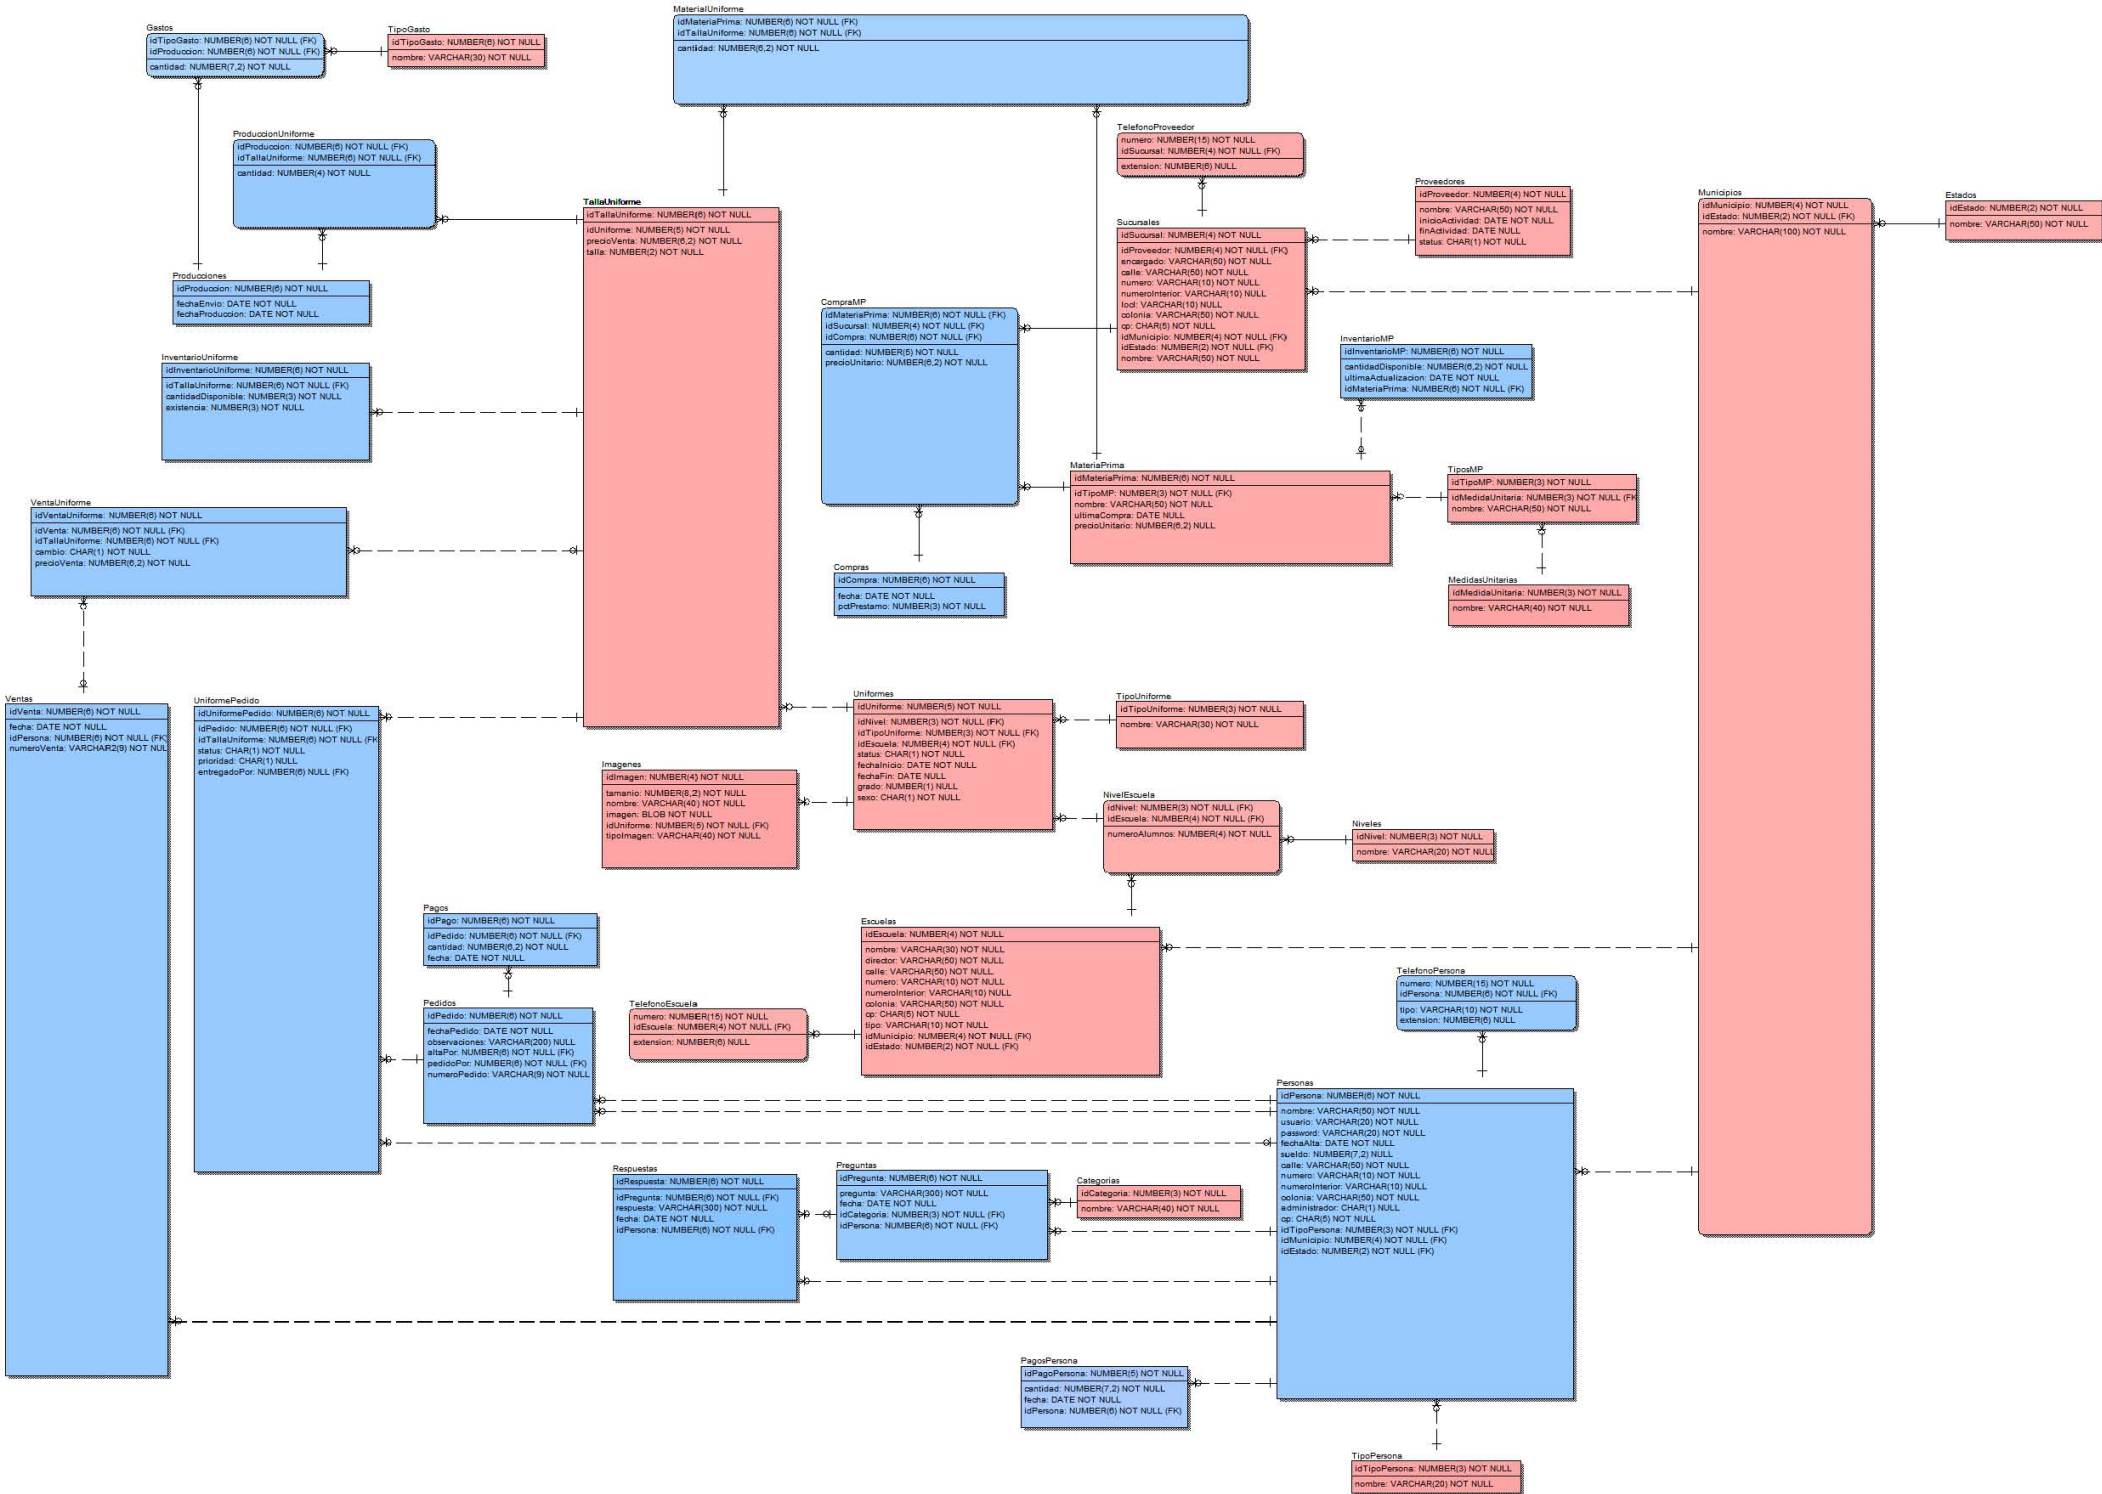 Gastos
idTipoGasto: NUMBER(6) NOT NULL (FK)
idProduccion: NUMBER(6) NOT NULL (FK)
cantidad: NUMBER(7,2) NOT NULL
TipoGasto
idTipoGasto: NUMBER(6) NOT NULL
nombre: VARCHAR(30) NOT NULL
MaterialUniforme
idMateriaPrima: NUMBER(6) NOT NULL (FK)
idTallaUniforme: NUMBER(6) NOT NULL (FK)
cantidad: NUMBER(6,2) NOT NULL
ProduccionUniforme
idProduccion: NUMBER(6) NOT NULL (FK)
idTallaUniforme: NUMBER(6) NOT NULL (FK)
cantidad: NUMBER(4) NOT NULL
TelefonoProveedor
numero: NUMBER(15) NOT NULL
idSucursal: NUMBER(4) NOT NULL (FK)
extension: NUMBER(6) NULL
Proveedores
idProveedor: NUMBER(4) NOT NULL
nombre: VARCHAR(50) NOT NULL
inicioActividad: DATE NOT NULL
finActividad: DATE NULL
status: CHAR(1) NOT NULL
Municipios
idMunicipio: NUMBER(4) NOT NULL
idEstado: NUMBER(2) NOT NULL (FK)
nombre: VARCHAR(100) NOT NULL
Estados
idEstado: NUMBER(2) NOT NULL
nombre: VARCHAR(50) NOT NULL
TallaUniforme
idTallaUniforme: NUMBER(6) NOT NULL
idUniforme: NUMBER(5) NOT NULL
precioVenta: NUMBER(6,2) NOT NULL
talla: NUMBER(2) NOT NULL
Sucursales
idSucursal: NUMBER(4) NOT NULL
idProveedor: NUMBER(4) NOT NULL (FK)
encargado: VARCHAR(50) NOT NULL
calle: VARCHAR(50) NOT NULL
numero: VARCHAR(10) NOT NULL
numeroInterior: VARCHAR(10) NULL
locl: VARCHAR(10) NULL
colonia: VARCHAR(50) NOT NULL
cp: CHAR(5) NOT NULL
idMunicipio: NUMBER(4) NOT NULL (FK)
idEstado: NUMBER(2) NOT NULL (FK)
nombre: VARCHAR(50) NOT NULL
Producciones
idProduccion: NUMBER(6) NOT NULL
fechaEnvio: DATE NOT NULL
fechaProduccion: DATE NOT NULL
CompraMP
idMateriaPrima: NUMBER(6) NOT NULL (FK)
idSucursal: NUMBER(4) NOT NULL (FK)
idCompra: NUMBER(6) NOT NULL (FK)
cantidad: NUMBER(5) NOT NULL
precioUnitario: NUMBER(6,2) NOT NULL
InventarioMP
idInventarioMP: NUMBER(6) NOT NULL
cantidadDisponible: NUMBER(6,2) NOT NULL
ultimaActualizacion: DATE NOT NULL
idMateriaPrima: NUMBER(6) NOT NULL (FK)
InventarioUniforme
idInventarioUniforme: NUMBER(6) NOT NULL
idTallaUniforme: NUMBER(6) NOT NULL (FK)
cantidadDisponible: NUMBER(3) NOT NULL
existencia: NUMBER(3) NOT NULL
MateriaPrima
idMateriaPrima: NUMBER(6) NOT NULL
idTipoMP: NUMBER(3) NOT NULL (FK)
nombre: VARCHAR(50) NOT NULL
ultimaCompra: DATE NULL
precioUnitario: NUMBER(6,2) NULL
TiposMP
idTipoMP: NUMBER(3) NOT NULL
idMedidaUnitaria: NUMBER(3) NOT NULL (FK
nombre: VARCHAR(50) NOT NULL
VentaUniforme
idVentaUniforme: NUMBER(6) NOT NULL
idVenta: NUMBER(6) NOT NULL (FK)
idTallaUniforme: NUMBER(6) NOT NULL (FK)
cambio: CHAR(1) NOT NULL
precioVenta: NUMBER(6,2) NOT NULL
Compras
idCompra: NUMBER(6) NOT NULL
fecha: DATE NOT NULL
pctPrestamo: NUMBER(3) NOT NULL
MedidasUnitarias
idMedidaUnitaria: NUMBER(3) NOT NULL
nombre: VARCHAR(40) NOT NULL
Ventas
idVenta: NUMBER(6) NOT NULL
fecha: DATE NOT NULL
idPersona: NUMBER(6) NOT NULL (FK
numeroVenta: VARCHAR2(9) NOT NUL
UniformePedido
idUniformePedido: NUMBER(6) NOT NULL
idPedido: NUMBER(6) NOT NULL (FK)
idTallaUniforme: NUMBER(6) NOT NULL (FK
status: CHAR(1) NOT NULL
prioridad: CHAR(1) NULL
entregadoPor: NUMBER(6) NULL (FK)
Uniformes
idUniforme: NUMBER(5) NOT NULL
idNivel: NUMBER(3) NOT NULL (FK)
idTipoUniforme: NUMBER(3) NOT NULL (FK)
idEscuela: NUMBER(4) NOT NULL (FK)
status: CHAR(1) NOT NULL
fechaInicio: DATE NOT NULL
fechaFin: DATE NULL
grado: NUMBER(1) NULL
sexo: CHAR(1) NOT NULL
TipoUniforme
idTipoUniforme: NUMBER(3) NOT NULL
nombre: VARCHAR(30) NOT NULL
Imagenes
idImagen: NUMBER(4) NOT NULL
tamanio: NUMBER(8,2) NOT NULL
nombre: VARCHAR(40) NOT NULL
imagen: BLOB NOT NULL
idUniforme: NUMBER(5) NOT NULL (FK)
tipoImagen: VARCHAR(40) NOT NULL
NivelEscuela
idNivel: NUMBER(3) NOT NULL (FK)
idEscuela: NUMBER(4) NOT NULL (FK)
numeroAlumnos: NUMBER(4) NOT NULL
Niveles
idNivel: NUMBER(3) NOT NULL
nombre: VARCHAR(20) NOT NULL
Pagos
idPago: NUMBER(6) NOT NULL
idPedido: NUMBER(6) NOT NULL (FK)
cantidad: NUMBER(6,2) NOT NULL
fecha: DATE NOT NULL
Escuelas
idEscuela: NUMBER(4) NOT NULL
nombre: VARCHAR(30) NOT NULL
director: VARCHAR(50) NOT NULL
calle: VARCHAR(50) NOT NULL
numero: VARCHAR(10) NOT NULL
numeroInterior: VARCHAR(10) NULL
colonia: VARCHAR(50) NOT NULL
cp: CHAR(5) NOT NULL
tipo: VARCHAR(10) NOT NULL
idMunicipio: NUMBER(4) NOT NULL (FK)
idEstado: NUMBER(2) NOT NULL (FK)
TelefonoPersona
numero: NUMBER(15) NOT NULL
idPersona: NUMBER(6) NOT NULL (FK)
tipo: VARCHAR(10) NOT NULL
extension: NUMBER(6) NULL
Pedidos
idPedido: NUMBER(6) NOT NULL
fechaPedido: DATE NOT NULL
observaciones: VARCHAR(200) NULL
altaPor: NUMBER(6) NOT NULL (FK)
pedidoPor: NUMBER(6) NOT NULL (FK)
numeroPedido: VARCHAR(9) NOT NULL
TelefonoEscuela
numero: NUMBER(15) NOT NULL
idEscuela: NUMBER(4) NOT NULL (FK)
extension: NUMBER(6) NULL
Personas
idPersona: NUMBER(6) NOT NULL
nombre: VARCHAR(50) NOT NULL
usuario: VARCHAR(20) NOT NULL
password: VARCHAR(20) NOT NULL
fechaAlta: DATE NOT NULL
sueldo: NUMBER(7,2) NULL
calle: VARCHAR(50) NOT NULL
numero: VARCHAR(10) NOT NULL
numeroInterior: VARCHAR(10) NULL
colonia: VARCHAR(50) NOT NULL
administrador: CHAR(1) NULL
cp: CHAR(5) NOT NULL
idTipoPersona: NUMBER(3) NOT NULL (FK)
idMunicipio: NUMBER(4) NOT NULL (FK)
idEstado: NUMBER(2) NOT NULL (FK)
Respuestas
idRespuesta: NUMBER(6) NOT NULL
idPregunta: NUMBER(6) NOT NULL (FK)
respuesta: VARCHAR(300) NOT NULL
fecha: DATE NOT NULL
idPersona: NUMBER(6) NOT NULL (FK)
Preguntas
idPregunta: NUMBER(6) NOT NULL
pregunta: VARCHAR(300) NOT NULL
fecha: DATE NOT NULL
idCategoria: NUMBER(3) NOT NULL (FK)
idPersona: NUMBER(6) NOT NULL (FK)
Categorias
idCategoria: NUMBER(3) NOT NULL
nombre: VARCHAR(40) NOT NULL
PagosPersona
idPagoPersona: NUMBER(5) NOT NULL
cantidad: NUMBER(7,2) NOT NULL
fecha: DATE NOT NULL
idPersona: NUMBER(6) NOT NULL (FK)
TipoPersona
idTipoPersona: NUMBER(3) NOT NULL
nombre: VARCHAR(20) NOT NULL